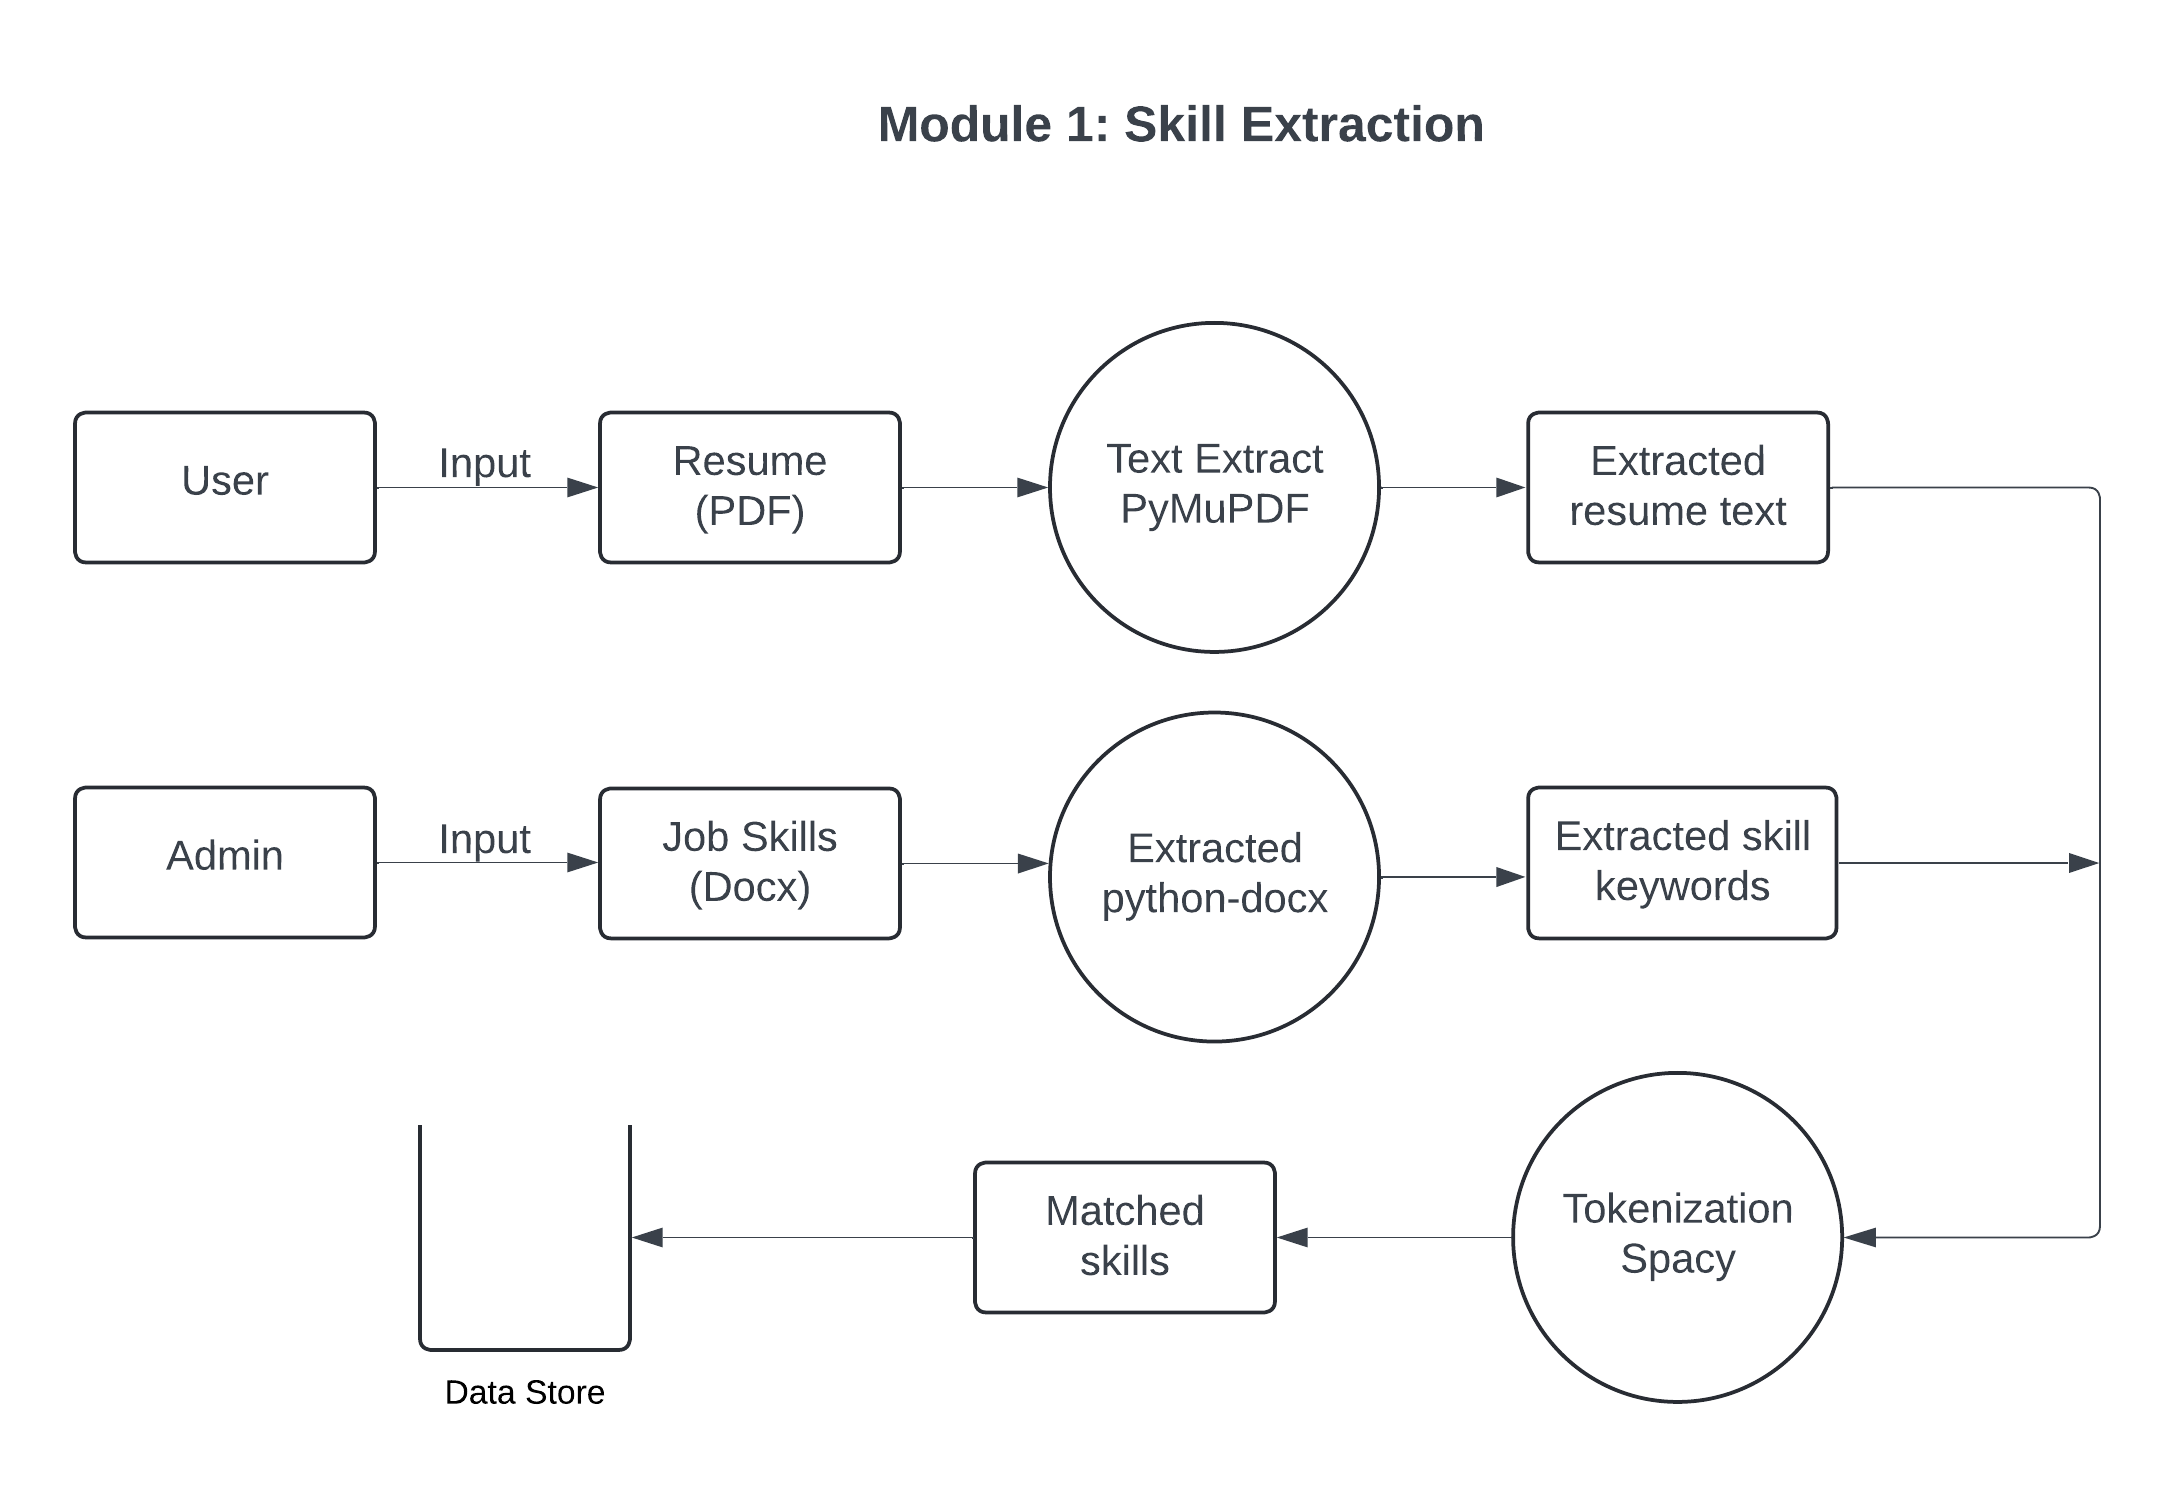 Module 1: Skill Extraction
User
Input
Resume
(PDF)
Text Extract
PyMuPDF
Extracted
resume text
Admin
Input
Job Skills
(Docx)
Extracted
python-docx
Extracted skill
keywords
Data Store
Matched
skills
Tokenization
Spacy